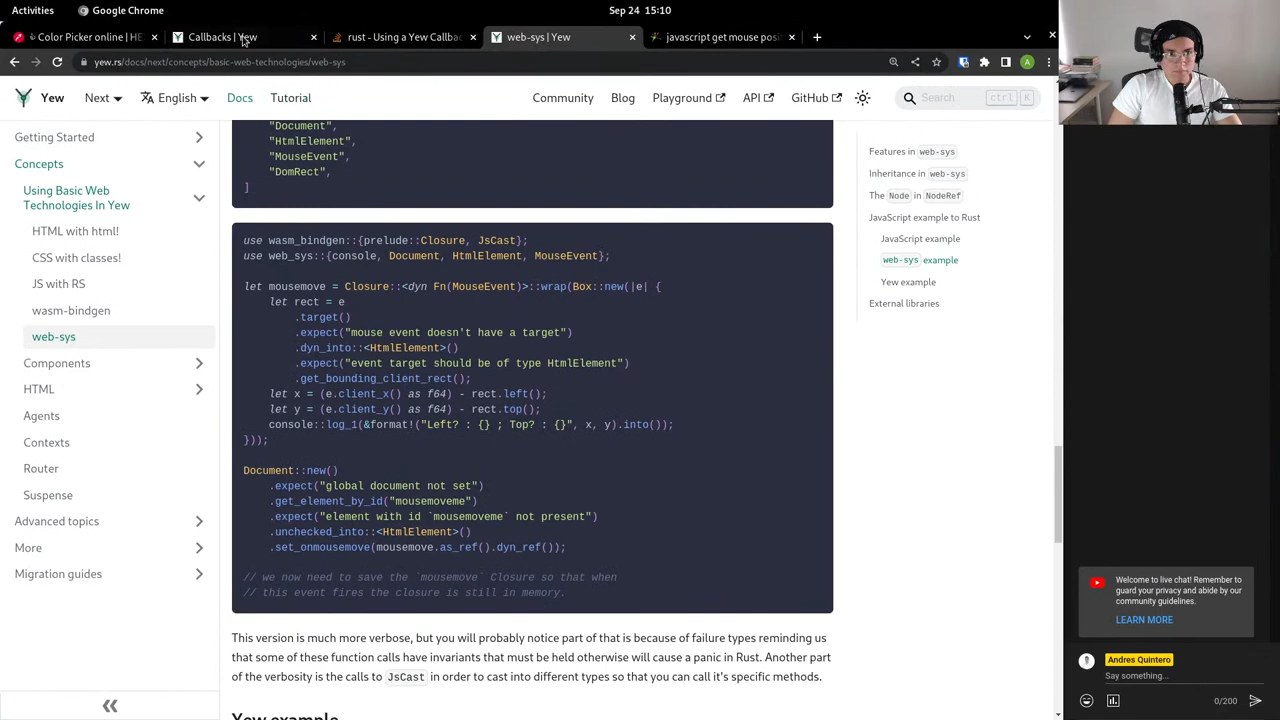 Activities
Google Chrome
Sep 24 15:10
Color Picker online | HE
Callbacks | Yew
rust - Using a Yew Callba
web-sys | Yew
javascript get mouse posi
yew.rs/docs/next/concepts/basic-web-technologies/web-sys
A
Yew
Next
English
Docs
Tutorial
Community
Blog
Playground
API
GitHub
Search
ctrl
K
Getting Started
Concepts
Using Basic Web
Technologies In Yew
HTML with html!
CSS with classes!
JS with RS
wasm-bindgen
web-sys
Components
HTML
Agents
Contexts
Router
Suspense
Advanced topics
More
Migration guides
"Document",
"HtmlElement",
"MouseEvent",
"DomRect",
]
use wasm_bindgen::{prelude::Closure, JsCast};
use web_sys::{console, Document, HtmlElement, MouseEvent};
let mousemove = Closure::<dyn Fn(MouseEvent)>::wrap(Box::new(|e| {
let rect = e
.target()
.expect("mouse event doesn't have a target")
.dyn_into::<HtmlElement>()
.expect("event target should be of type HtmlElement")
.get_bounding_client_rect();
let x = (e.client_x() as f64) - rect.left();
let y = (e.client_y() as f64) - rect.top();
console::log_1(&format!("Left? : {} ; Top? : {}", x, y).into());
}));
Document::new()
.expect("global document not set")
.get_element_by_id("mousemoveme")
.expect("element with id `mousemoveme` not present")
.unchecked_into::<HtmlElement>()
.set_onmousemove(mousemove.as_ref().dyn_ref());
// we now need to save the `mousemove` Closure so that when
// this event fires the closure is still in memory.
This version is much more verbose, but you will probably notice part of that is because of failure types reminding us
that some of these function calls have invariants that must be held otherwise will cause a panic in Rust. Another part
of the verbosity is the calls to JsCast in order to cast into different types so that you can call it's specific methods.
Yew example
Features in web-sys
Inheritance in web-sys
The Node in NodeRef
JavaScript example to Rust
JavaScript example
web-sys example
Yew example
External libraries
Welcome to live chat! Remember to
guard your privacy and abide by our
community guidelines.
LEARN MORE
Andres Quintero
Say something...
0/200